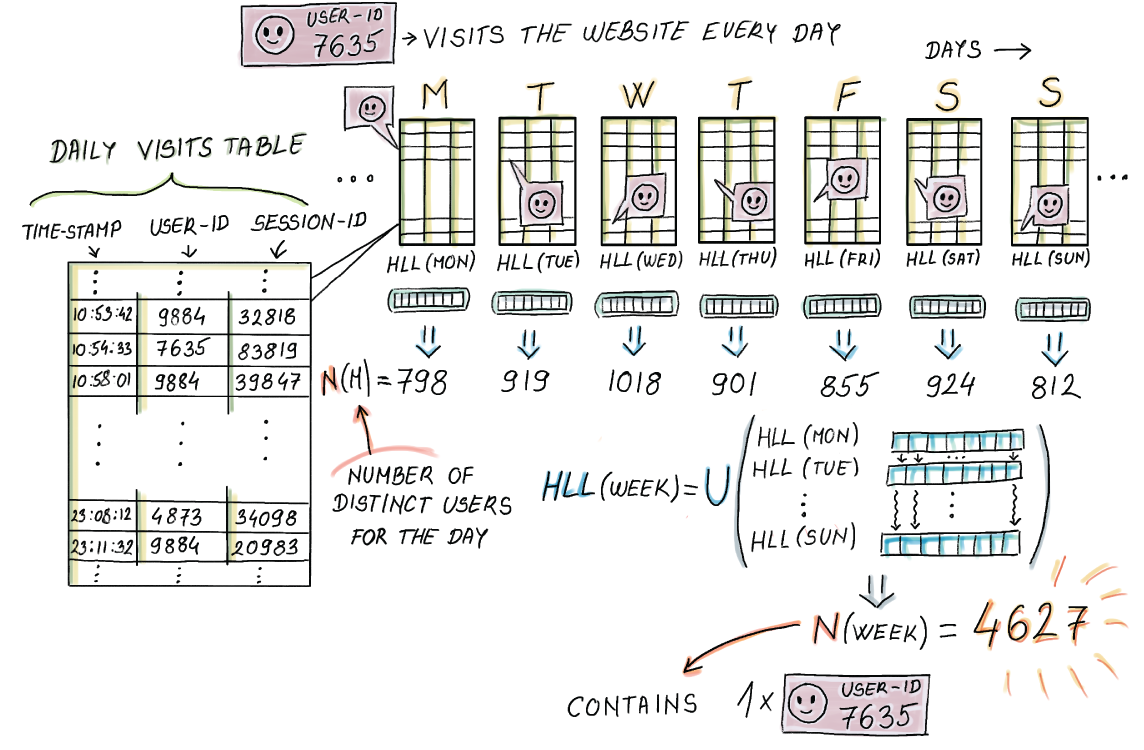 USER-ID
7635
→ VISITS THE WEBSITE EVERY DAY
DAYS →
M T W T F S S
DAILY VISITS TABLE
... ...
TIME-STAMP USER-ID SESSION-ID
HLL (MON) HLL (TUE) HLL (WED) HLL (THU) HLL (FRI) HLL (SAT) HLL (SUN)
10:53:42 9884 32818
10:54:33 7635 83819
10:58:01 9884 39847
23:08:12 4873 34098
23:11:32 9884 20983
N(M) = 798 919 1018 901 855 924 812
NUMBER OF
DISTINCT USERS
FOR THE DAY
HLL (WEEK) = U
HLL (MON)
HLL (TUE)
HLL (SUN)
N(WEEK) = 4627
CONTAINS 1 x
USER-ID
7635